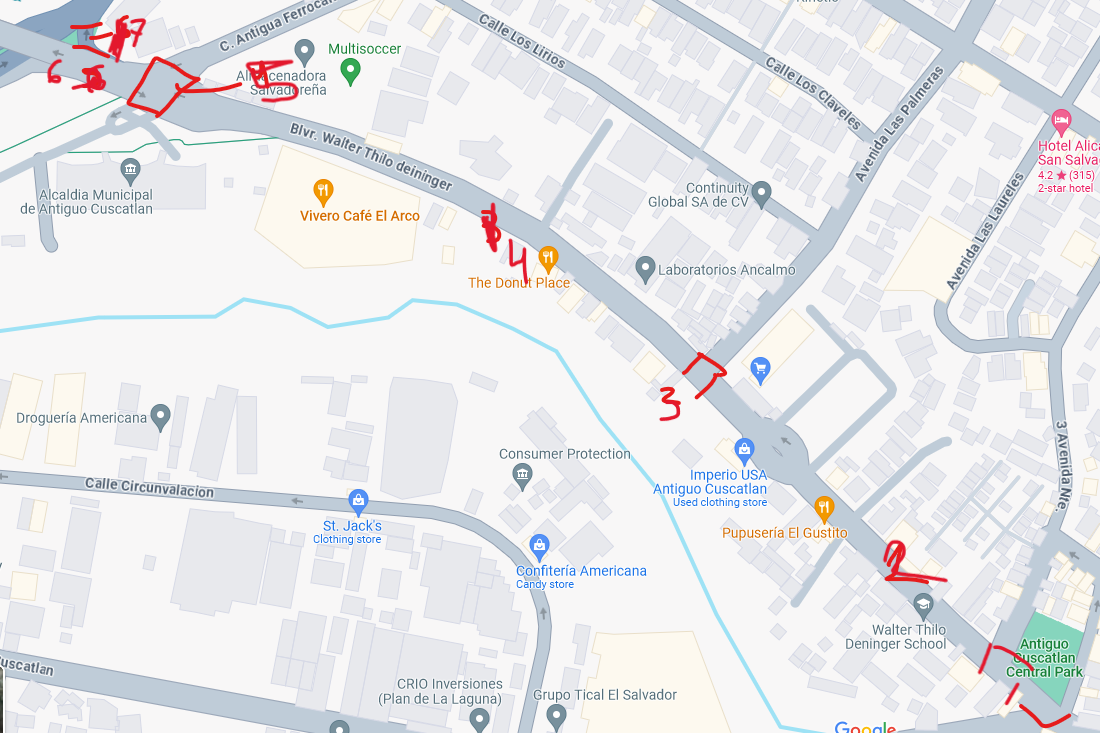 Kinetic
C. Antigua Ferrocar
Calle Los Lirios
Multisoccer
Almacenadora
Salvadoreña
7
6
5
Calle Los Claveles
Avenida Las Palmeras
Hotel Alic
San Salva
4.2 ★ (315)
2-star hotel
Blvr. Walter Thilo deininger
Alcaldia Municipal
de Antiguo Cuscatlan
Vivero Café El Arco
Continuity
Global SA de CV
Avenida Las Laureles
4
The Donut Place
Laboratorios Ancalmo
3
Droguería Americana
Consumer Protection
Imperio USA
Antiguo Cuscatlan
Used clothing store
3 Avenida Nte.
Calle Circunvalacion
St. Jack's
Clothing store
Pupusería El Gustito
2
Confitería Americana
Candy store
Walter Thilo
Deninger School
Antiguo
Cuscatlan
Central Park
uscatlan
CRIO Inversiones
(Plan de La Laguna)
Grupo Tical El Salvador
Google